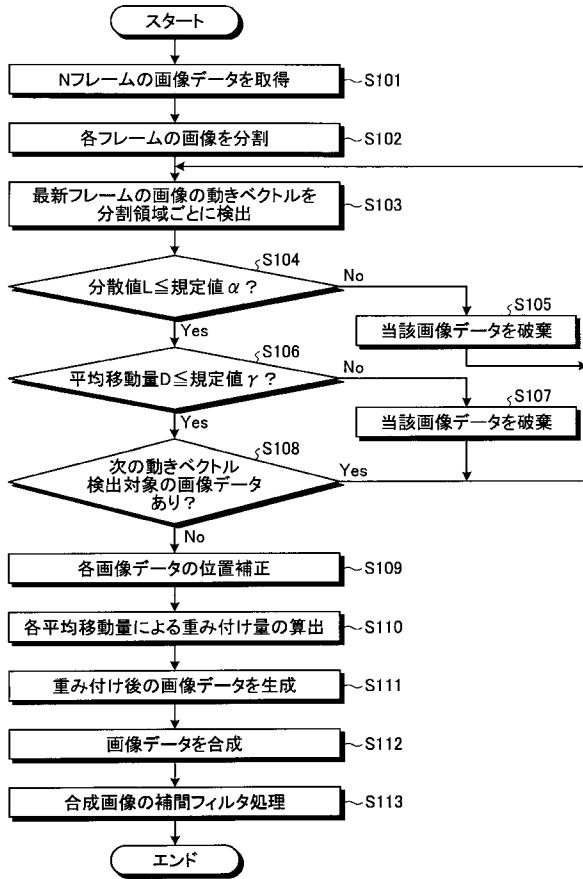 スタート
Nフレームの画像データを取得
S101
各フレームの画像を分割
S102
最新フレームの画像の動きベクトルを
分割領域ごとに検出
S103
S104
分散値L≦規定値α?
No
Yes
S105
当該画像データを破棄
S106
平均移動量D≦規定値γ?
No
Yes
S107
当該画像データを破棄
S108
次の動きベクトル
検出対象の画像データ
あり?
Yes
No
各画像データの位置補正
S109
各平均移動量による重み付け量の算出
S110
重み付け後の画像データを生成
S111
画像データを合成
S112
合成画像の補間フィルタ処理
S113
エンド